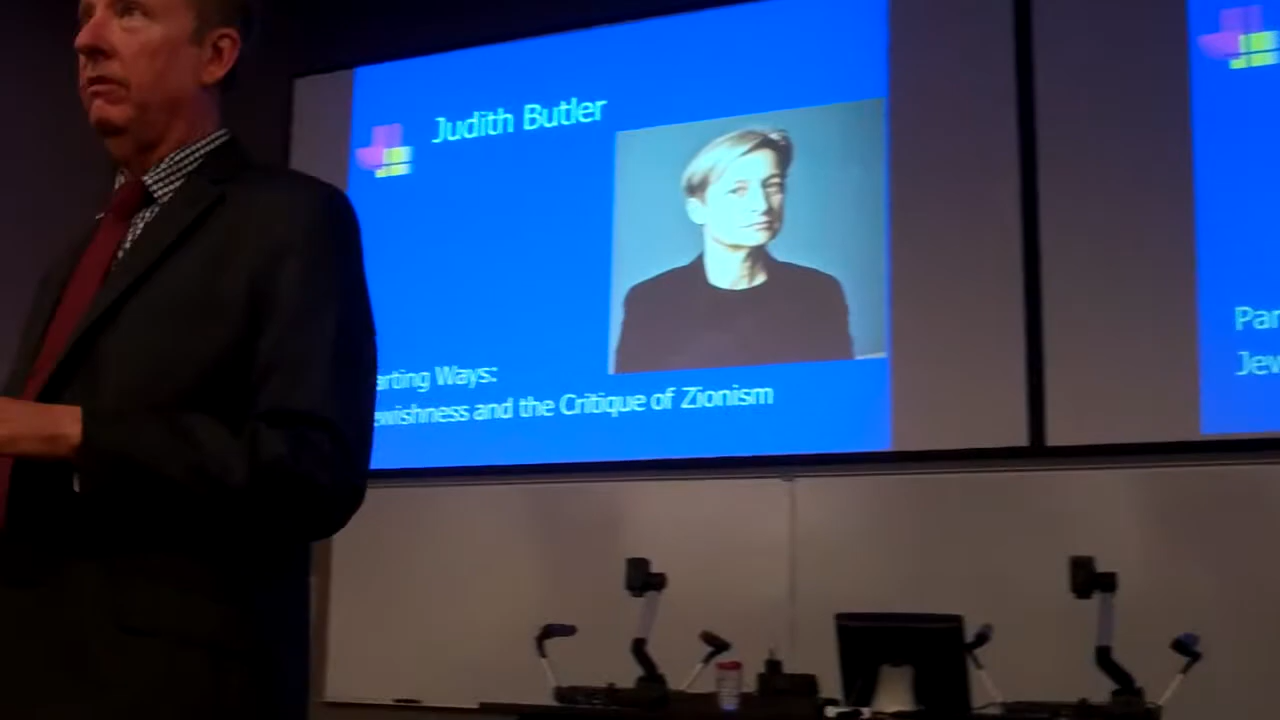 Judith Butler
arting Ways:
ewishness and the Critique of Zionism
Par
Jew